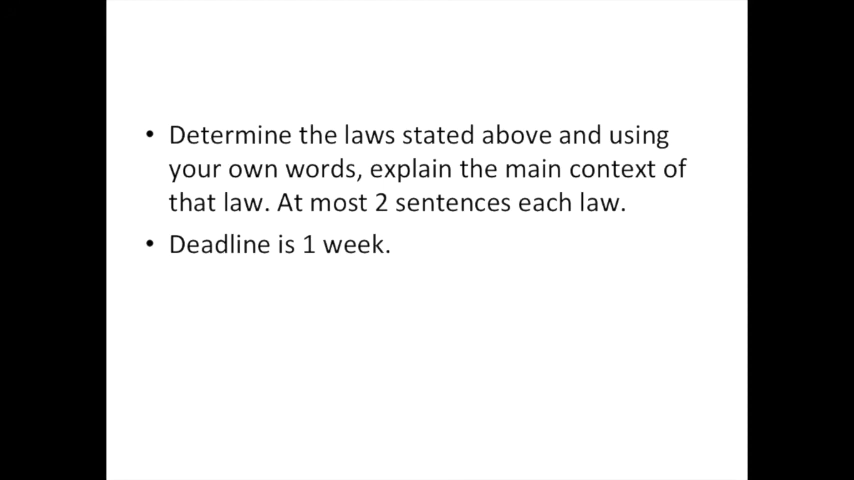 • Determine the laws stated above and using
your own words, explain the main context of
that law. At most 2 sentences each law.
• Deadline is 1 week.